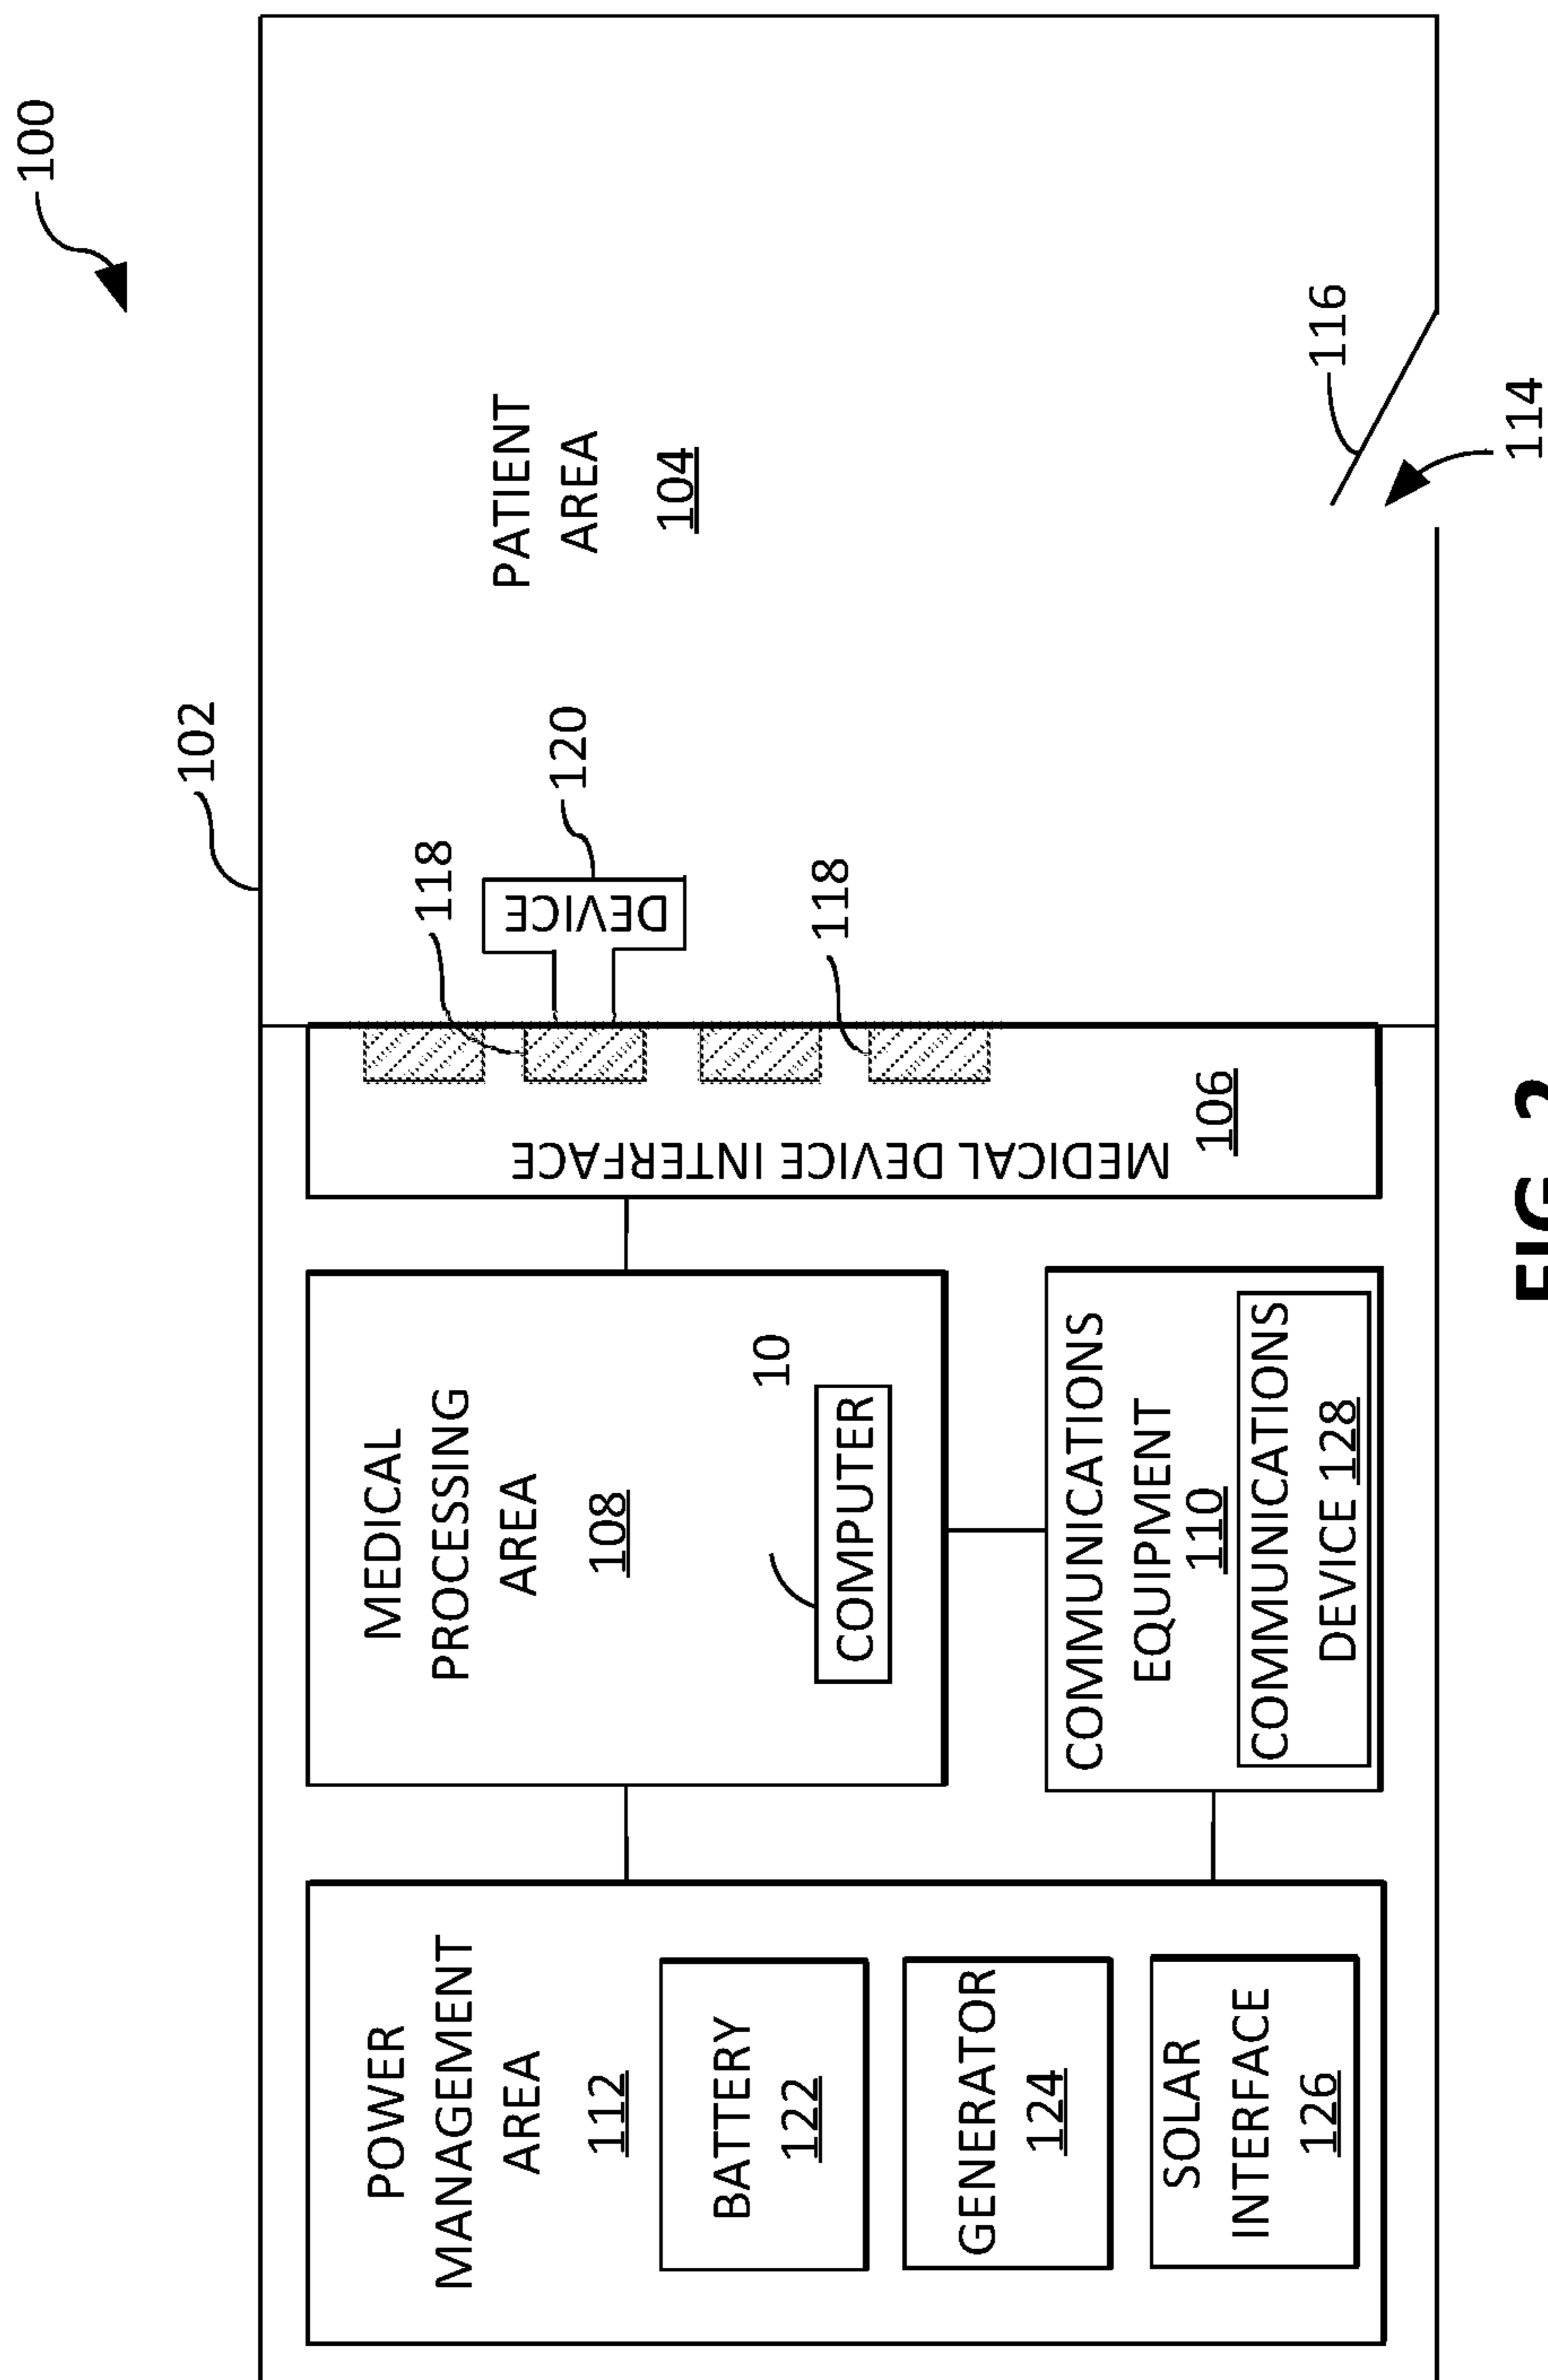 100
102
POWER
MANAGEMENT
AREA
112
BATTERY
122
GENERATOR
124
SOLAR
INTERFACE
126
MEDICAL
PROCESSING
AREA
108
10
COMPUTER
COMMUNICATIONS
EQUIPMENT
110
COMMUNICATIONS
DEVICE 128
MEDICAL DEVICE INTERFACE
106
118
DEVICE
120
118
PATIENT
AREA
104
116
114
FIG. 2